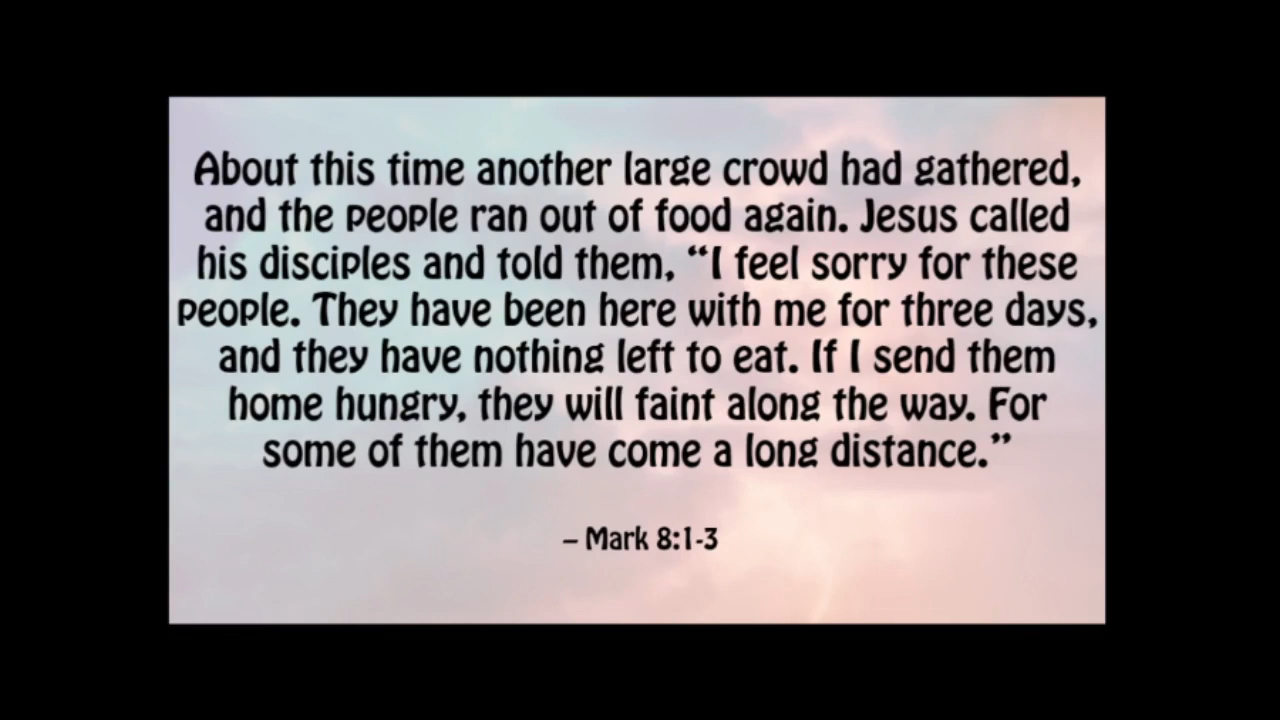 About this time another large crowd had gathered,
and the people ran out of food again. Jesus called
his disciples and told them, “I feel sorry for these
people. They have been here with me for three days,
and they have nothing left to eat. If I send them
home hungry, they will faint along the way. For
some of them have come a long distance.”
– Mark 8:1-3